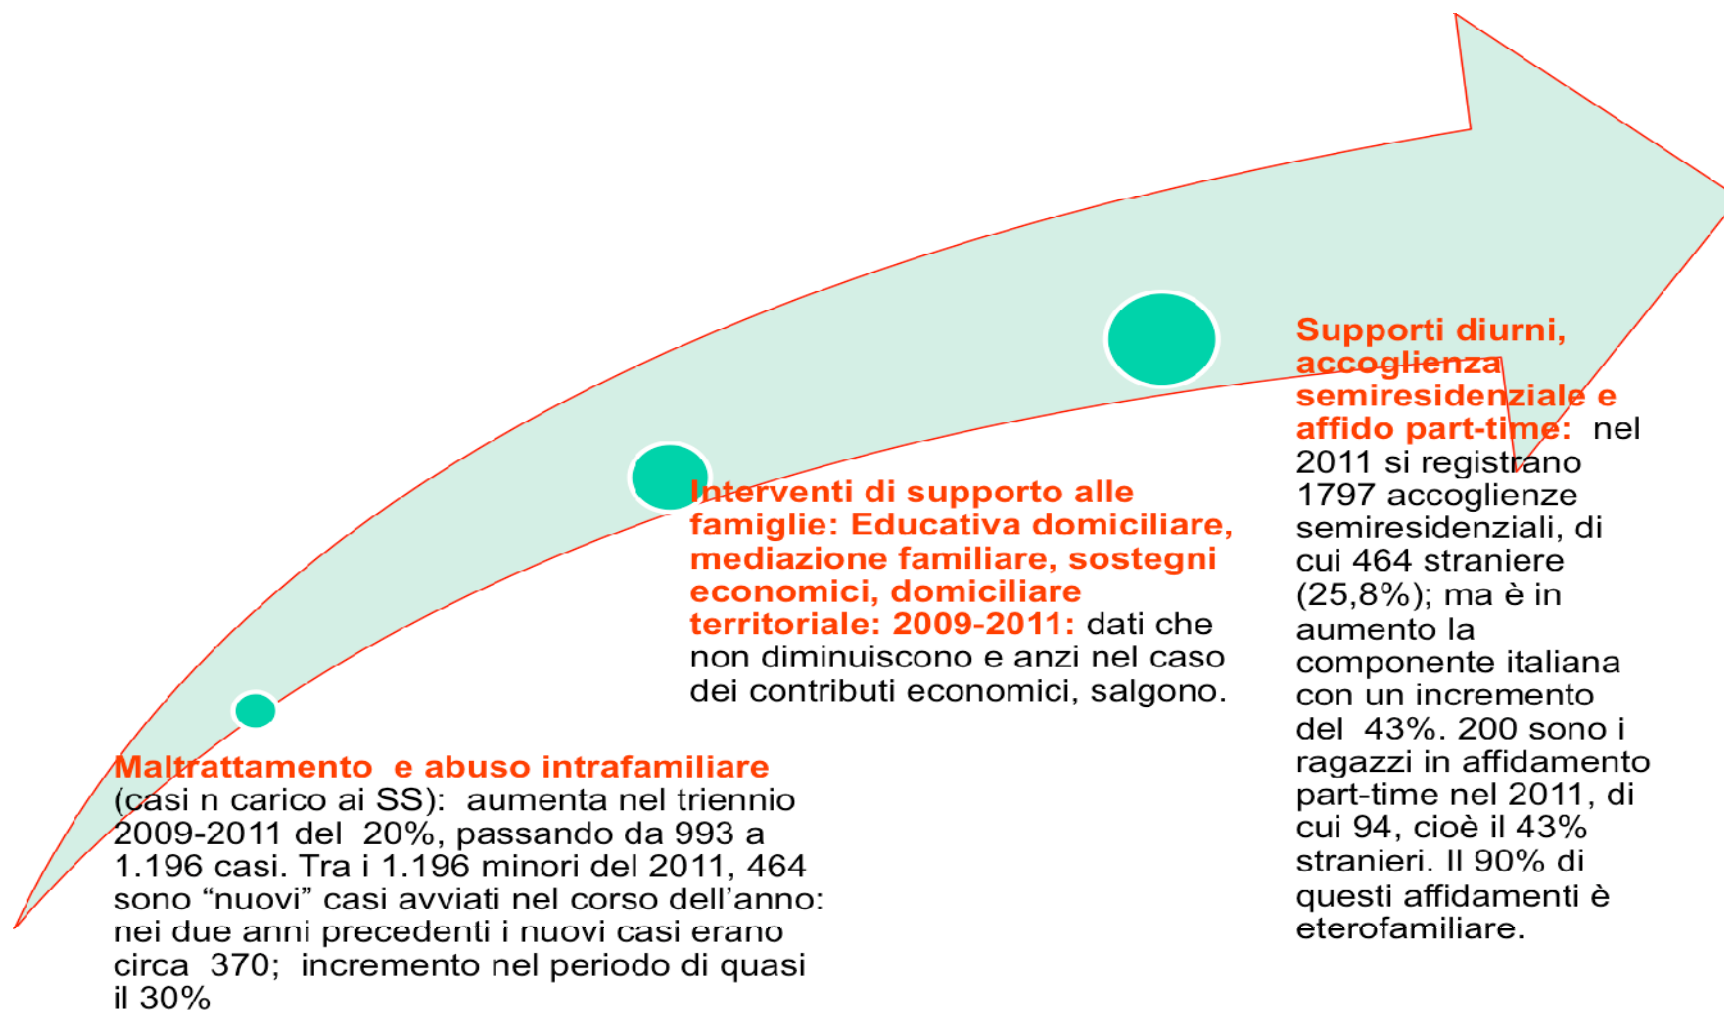 Maltrattamento  e abuso intrafamiliare
(casi n carico ai SS):  aumenta nel triennio
2009-2011 del  20%, passando da 993 a
1.196 casi. Tra i 1.196 minori del 2011, 464
sono “nuovi” casi avviati nel corso dell’anno:
nei due anni precedenti i nuovi casi erano
circa  370;  incremento nel periodo di quasi
il 30%
Interventi di supporto alle
famiglie: Educativa domiciliare,
mediazione familiare, sostegni
economici, domiciliare
territoriale: 2009-2011: dati che
non diminuiscono e anzi nel caso
dei contributi economici, salgono.
Supporti diurni,
accoglienza
semiresidenziale e
affido part-time:  nel
2011 si registrano
1797 accoglienze
semiresidenziali, di
cui 464 straniere
(25,8%); ma è in
aumento la
componente italiana
con un incremento
del  43%. 200 sono i
ragazzi in affidamento
part-time nel 2011, di
cui 94, cioè il 43%
stranieri. Il 90% di
questi affidamenti è
eterofamiliare.